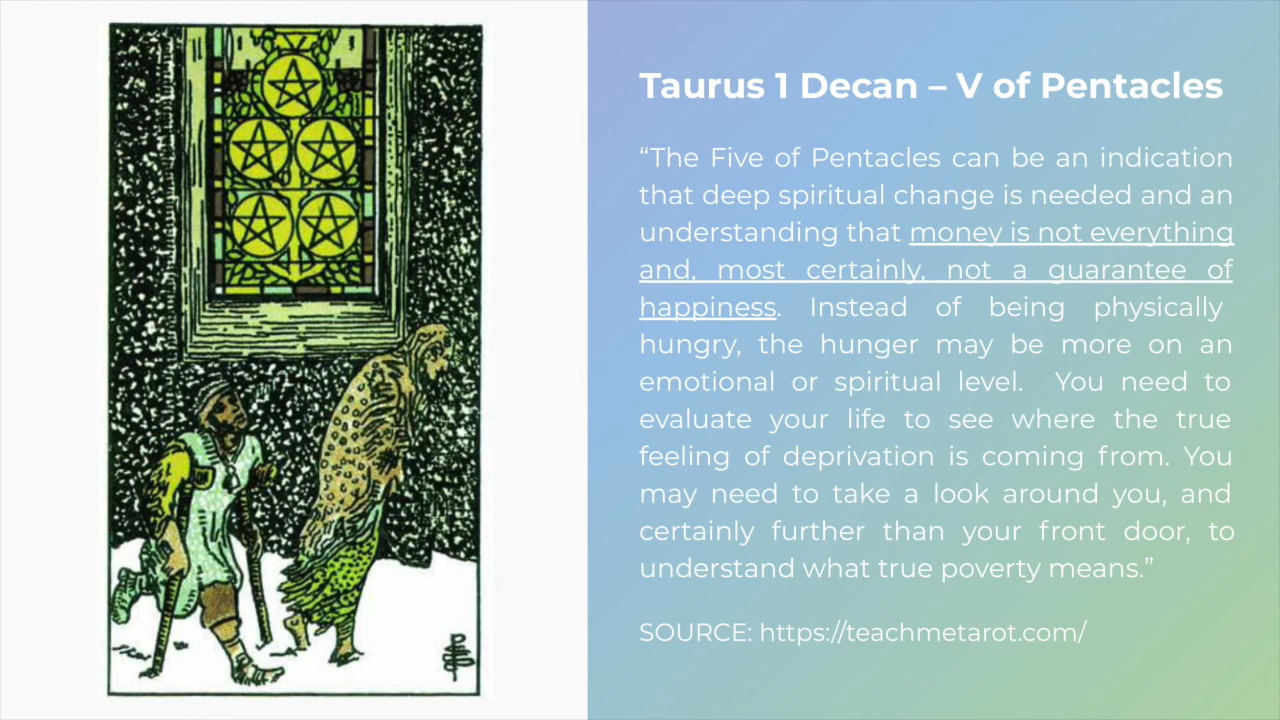 Taurus 1 Decan – V of Pentacles
“The Five of Pentacles can be an indication
that deep spiritual change is needed and an
understanding that money is not everything
and, most certainly, not a guarantee of
happiness. Instead of being physically
hungry, the hunger may be more on an
emotional or spiritual level. You need to
evaluate your life to see where the true
feeling of deprivation is coming from. You
may need to take a look around you, and
certainly further than your front door, to
understand what true poverty means.”
SOURCE: https://teachmetarot.com/